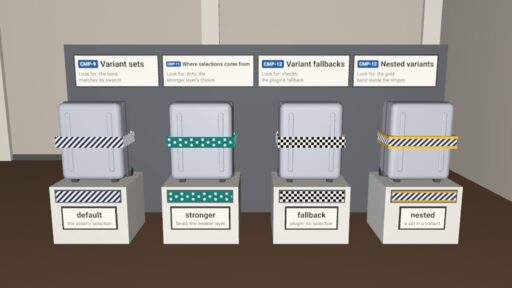 CMP-9 Variant sets
Look for: the band
matches its swatch
CMP-11 Where selections come from
Look for: dots: the
stronger layer's choice
CMP-12 Variant fallbacks
Look for: checks:
the plugin's fallback
CMP-13 Nested variants
Look for: the gold
band inside the stripes
default
the asset's selection
stronger
beats the weaker layer
fallback
plugin: no selection
nested
a set in a variant